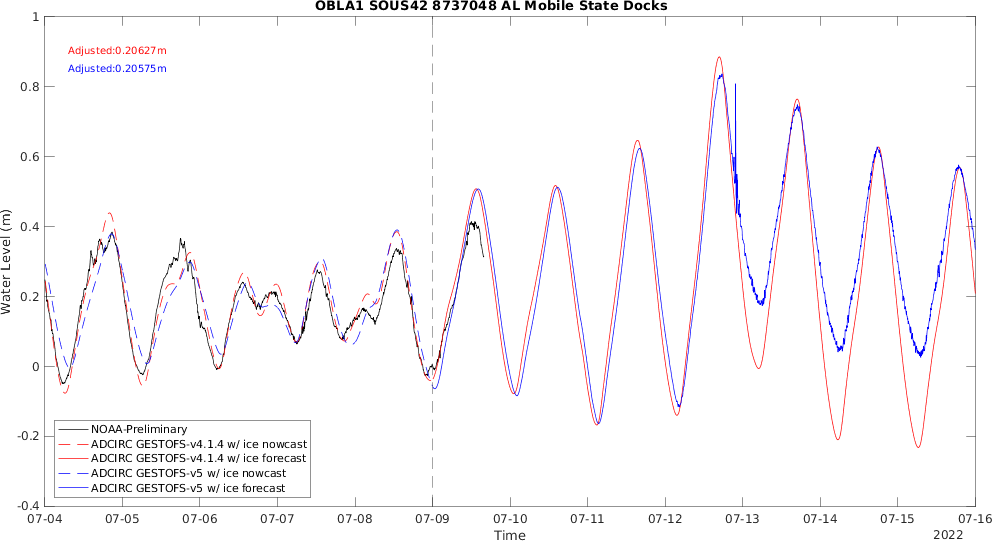 OBLA1 SOUS42 8737048 AL Mobile State Docks
Adjusted:0.20627m
Adjusted:0.20575m
1
0.8
0.6
0.4
0.2
0
-0.2
-0.4
Water Level (m)
NOAA-Preliminary
ADCIRC GESTOFS-v4.1.4 w/ ice nowcast
ADCIRC GESTOFS-v4.1.4 w/ ice forecast
ADCIRC GESTOFS-v5 w/ ice nowcast
ADCIRC GESTOFS-v5 w/ ice forecast
07-04 07-05 07-06 07-07 07-08 07-09 07-10 07-11 07-12 07-13 07-14 07-15 07-16
Time
2022